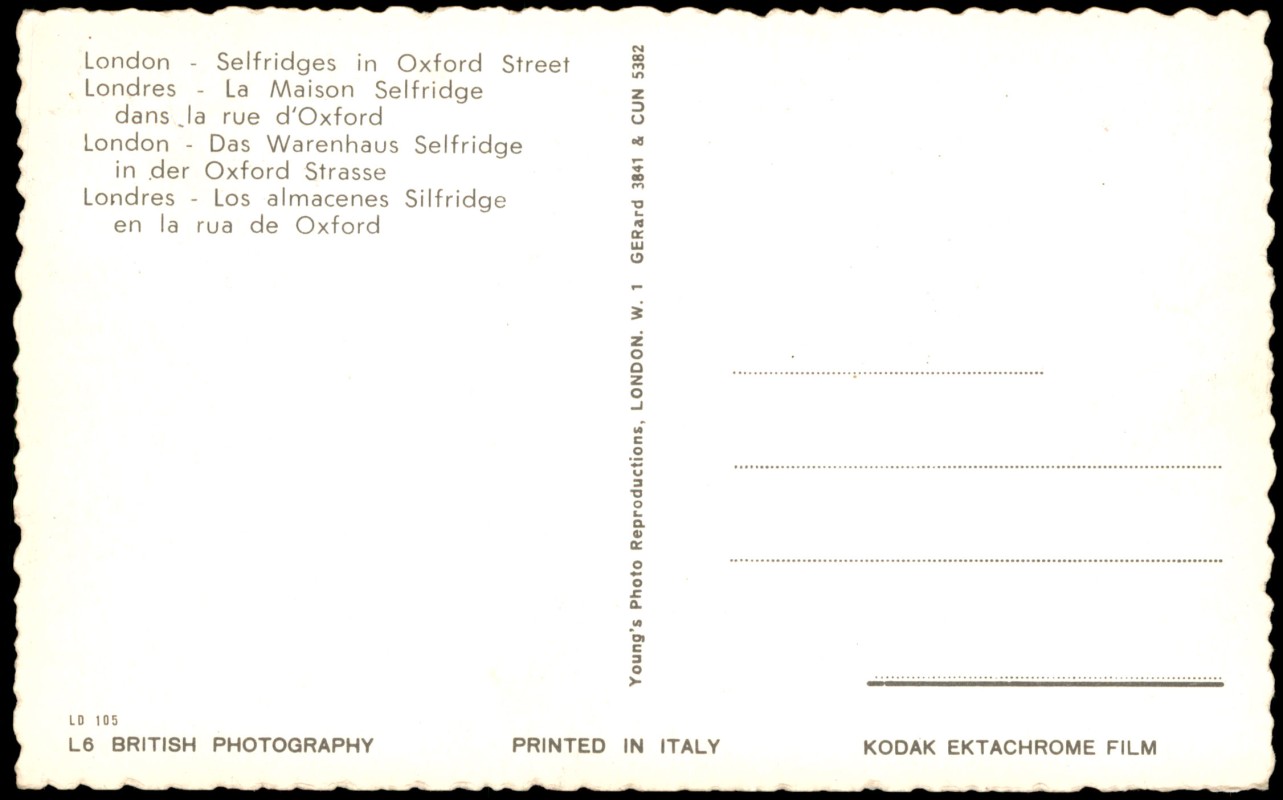 London - Selfridges in Oxford Street
Londres - La Maison Selfridge
dans la rue d'Oxford
London - Das Warenhaus Selfridge
in der Oxford Strasse
Londres - Los almacenes Silfridge
en la rua de Oxford
Young's Photo Reproductions, LONDON. W. 1 GERard 3841 & CUN 5382
LD 105
L6 BRITISH PHOTOGRAPHY
PRINTED IN ITALY
KODAK EKTACHROME FILM